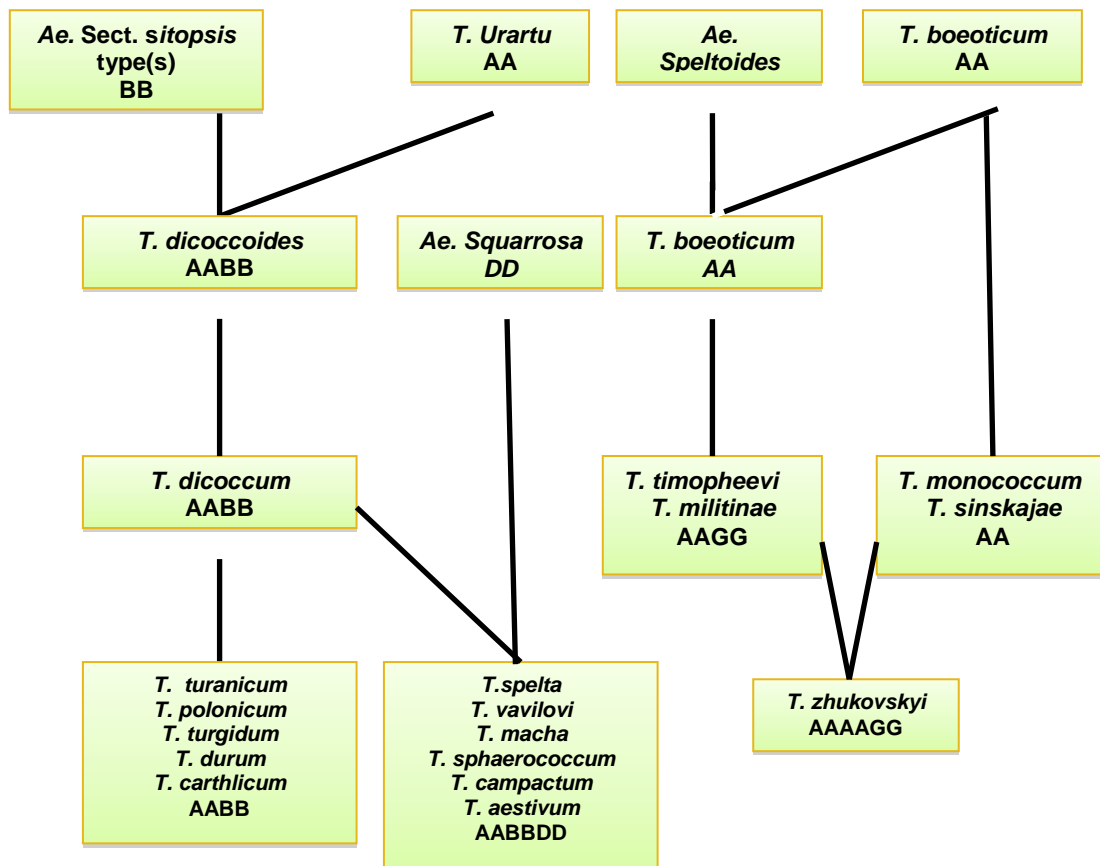 Ae. Sect. sitopsis
type(s)
BB
T. Urartu
AA
Ae.
Speltoides
T. boeoticum
AA
T. dicoccoides
AABB
Ae. Squarrosa
DD
T. boeoticum
AA
T. dicoccum
AABB
T. timopheevi
T. militinae
AAGG
T. monococcum
T. sinskajae
AA
T. turanicum
T. polonicum
T. turgidum
T. durum
T. carthlicum
AABB
T.spelta
T. vavilovi
T. macha
T. sphaerococcum
T. campactum
T. aestivum
AABBDD
T. zhukovskyi
AAAAGG